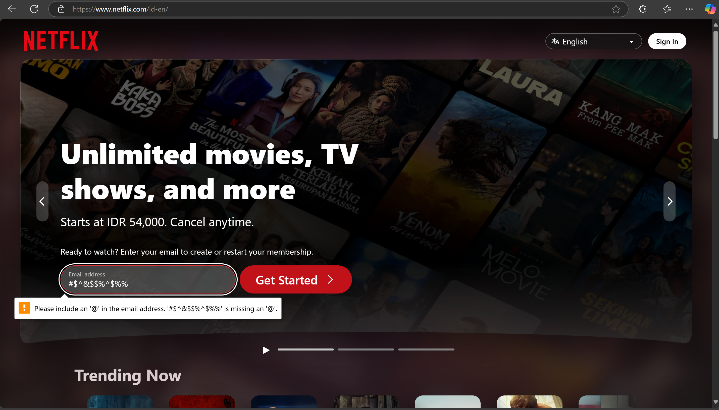 https://www.netflix.com/id-en/
NETFLIX
English
Sign In
KAKA BOSS
The MOST BEAUTIFUL
LAURA
KANG MAK
From PEE MAK
VENOM
MELO MOVIE
Unlimited movies, TV
shows, and more
Starts at IDR 54,000. Cancel anytime.
Ready to watch? Enter your email to create or restart your membership.
Email address
#$^&$$%^$%%
Get Started
Please include an '@' in the email address. '#$^&$$%^$%%' is missing an '@'.
Trending Now